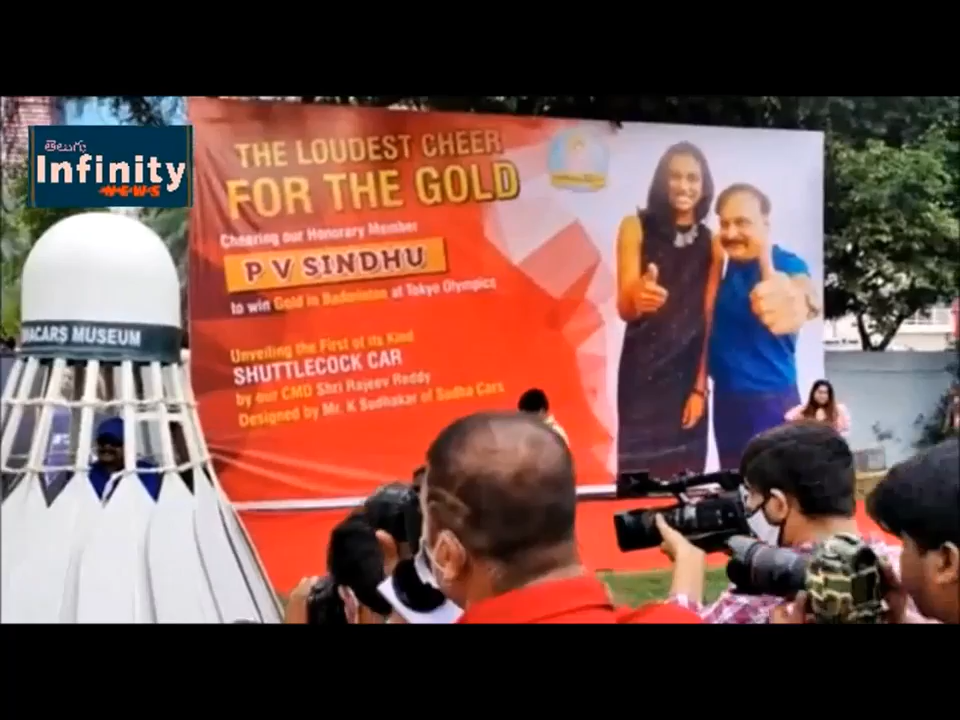 తెలుగు
Infinity
NEWS
THE LOUDEST CHEER
FOR THE GOLD
Cheering our Honorary Member
P V SINDHU
to win Gold in Badminton at Tokyo Olympics
Unveiling the First of its Kind
SHUTTLECOCK CAR
by our CMD Shri Rajeev Reddy
Designed by Mr. K Sudhakar of Sudha Cars
MUSEUM